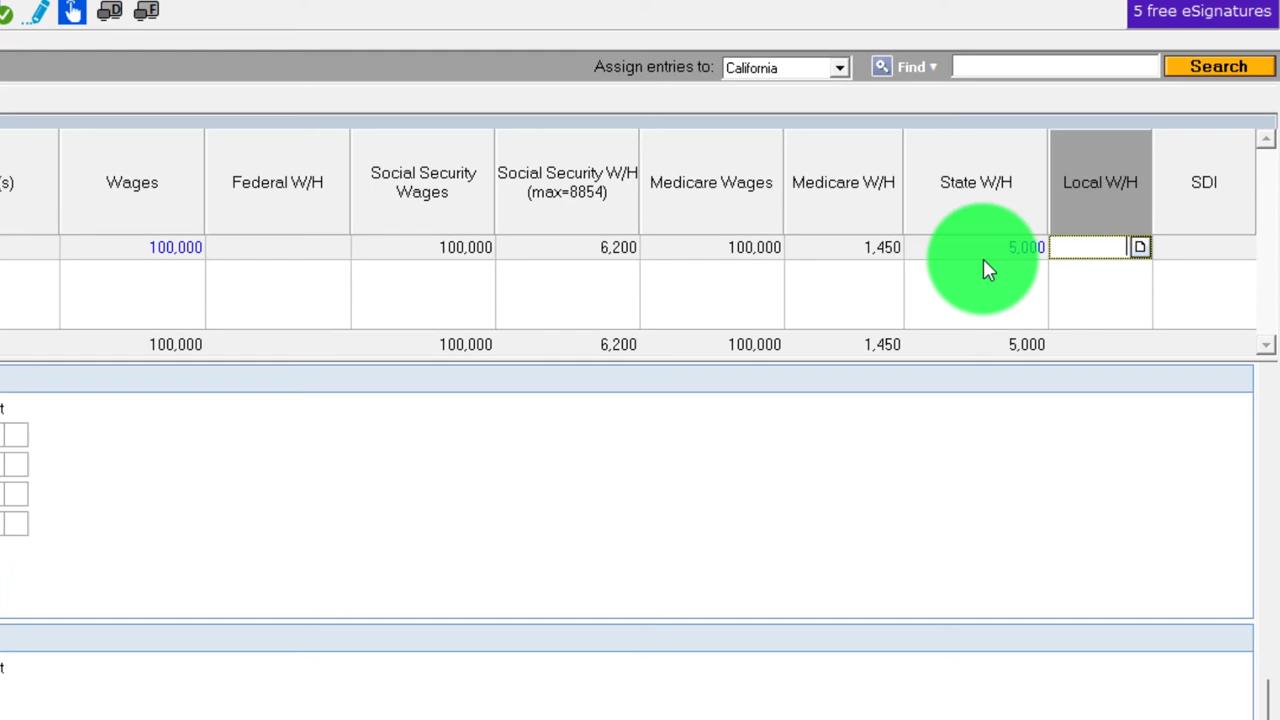 D F 5 free eSignatures
Assign entries to: California Find Search
(s) Wages Federal W/H Social Security Wages Social Security W/H (max=8854) Medicare Wages Medicare W/H State W/H Local W/H SDI
100,000 100,000 6,200 100,000 1,450 5,000
100,000 100,000 6,200 100,000 1,450 5,000
t
t